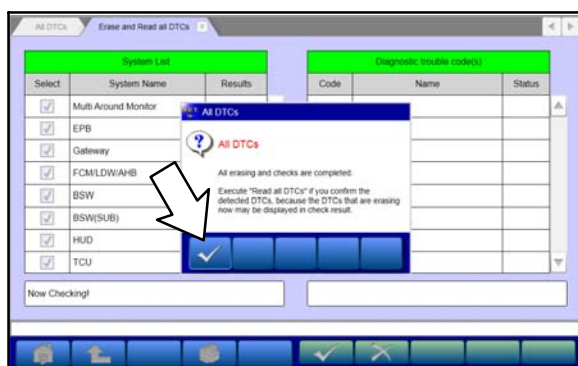 All DTCs
Erase and Read all DTCs
System List
Diagnostic trouble code(s)
Select
System Name
Results
Code
Name
Status
Multi Around Monitor
EPB
Gateway
FCM/LDW/AHB
BSW
BSW(SUB)
HUD
TCU
All DTCs
All DTCs
All erasing and checks are completed.
Execute "Read all DTCs" if you confirm the
detected DTCs, because the DTCs that are erasing
now may be displayed in check result.
Now Checking!